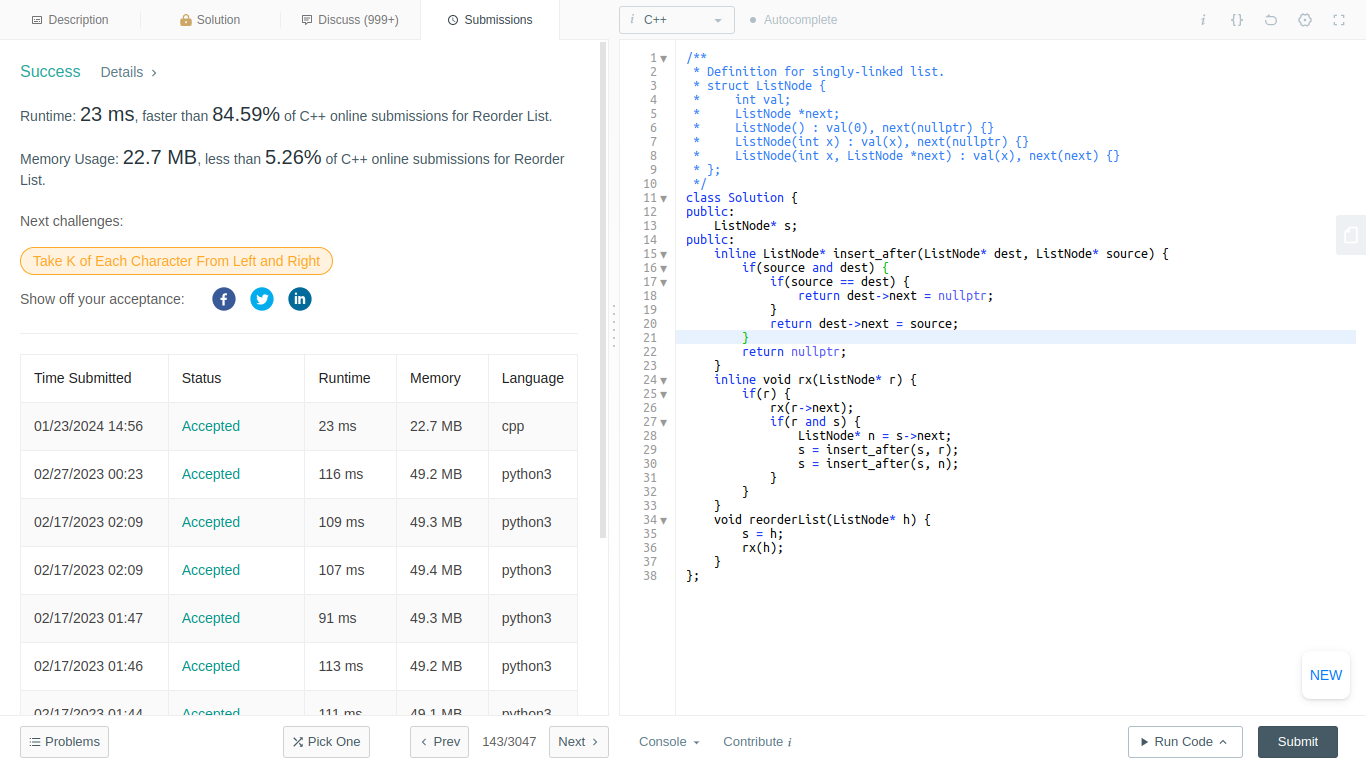 Description
Solution
Discuss (999+)
Submissions
i C++
Autocomplete
i {}
Success Details
Runtime: 23 ms, faster than 84.59% of C++ online submissions for Reorder List.
Memory Usage: 22.7 MB, less than 5.26% of C++ online submissions for Reorder
List.
Next challenges:
Take K of Each Character From Left and Right
Show off your acceptance: f in
Time Submitted Status Runtime Memory Language
01/23/2024 14:56 Accepted 23 ms 22.7 MB cpp
02/27/2023 00:23 Accepted 116 ms 49.2 MB python3
02/17/2023 02:09 Accepted 109 ms 49.3 MB python3
02/17/2023 02:09 Accepted 107 ms 49.4 MB python3
02/17/2023 01:47 Accepted 91 ms 49.3 MB python3
02/17/2023 01:46 Accepted 113 ms 49.2 MB python3
02/17/2023 01:44 Accepted 111 ms 49.1 MB python3
1 /**
2  * Definition for singly-linked list.
3  * struct ListNode {
4  *     int val;
5  *     ListNode *next;
6  *     ListNode() : val(0), next(nullptr) {}
7  *     ListNode(int x) : val(x), next(nullptr) {}
8  *     ListNode(int x, ListNode *next) : val(x), next(next) {}
9  * };
10  */
11 class Solution {
12 public:
13     ListNode* s;
14 public:
15     inline ListNode* insert_after(ListNode* dest, ListNode* source) {
16         if(source and dest) {
17             if(source == dest) {
18                 return dest->next = nullptr;
19             }
20             return dest->next = source;
21         }
22         return nullptr;
23     }
24     inline void rx(ListNode* r) {
25         if(r) {
26             rx(r->next);
27             if(r and s) {
28                 ListNode* n = s->next;
29                 s = insert_after(s, r);
30                 s = insert_after(s, n);
31             }
32         }
33     }
34     void reorderList(ListNode* h) {
35         s = h;
36         rx(h);
37     }
38 };
NEW
Problems
Pick One
Prev
143/3047
Next
Console
Contribute i
Run Code
Submit